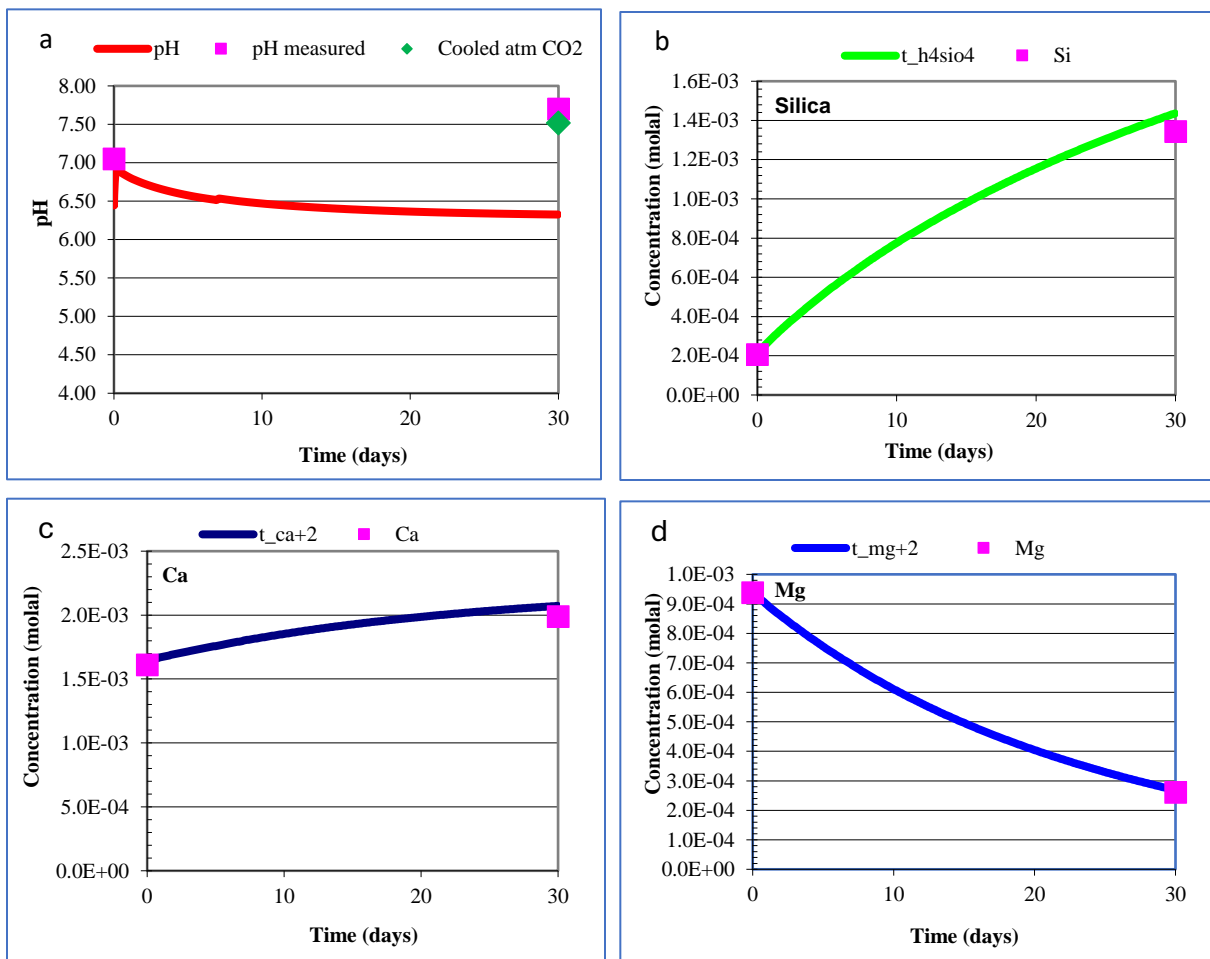 a
pH pH measured Cooled atm CO2
8.00
7.50
7.00
6.50
6.00
5.50
5.00
4.50
4.00
pH
0 10 20 30
Time (days)
b
t_h4sio4 Si
Silica
1.6E-03
1.4E-03
1.2E-03
1.0E-03
8.0E-04
6.0E-04
4.0E-04
2.0E-04
0.0E+00
Concentration (molal)
0 10 20 30
Time (days)
c
t_ca+2 Ca
Ca
2.5E-03
2.0E-03
1.5E-03
1.0E-03
5.0E-04
0.0E+00
Concentration (molal)
0 10 20 30
Time (days)
d
t_mg+2 Mg
Mg
1.0E-03
9.0E-04
8.0E-04
7.0E-04
6.0E-04
5.0E-04
4.0E-04
3.0E-04
2.0E-04
1.0E-04
0.0E+00
Concentration (molal)
0 10 20 30
Time (days)